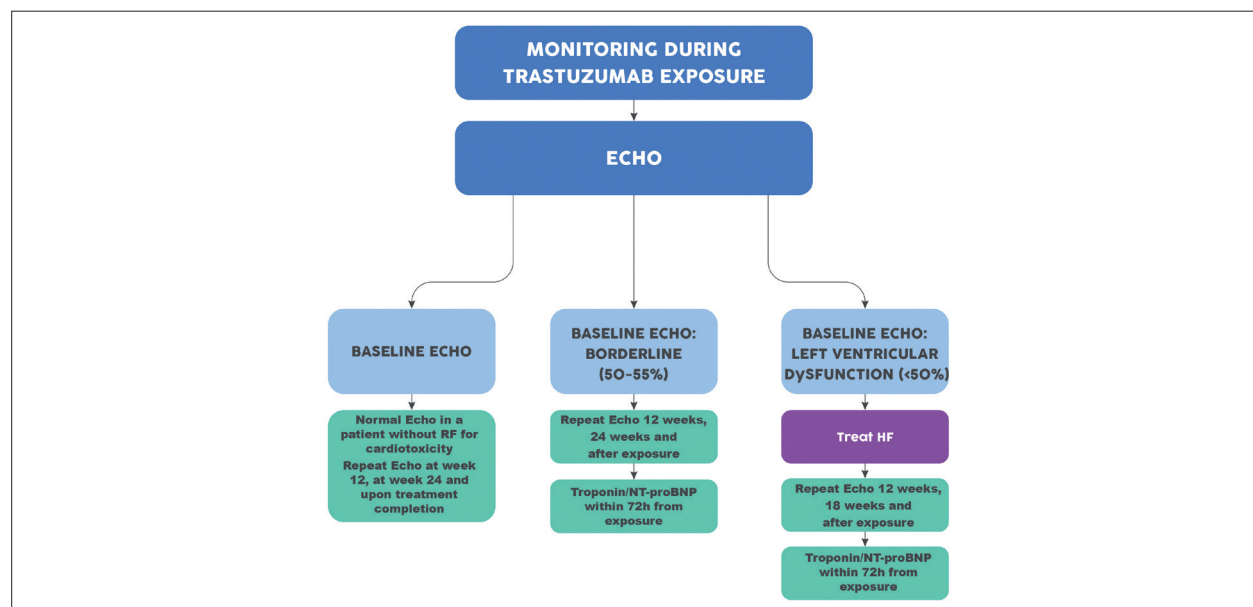 MONITORING DURING
TRASTUZUMAB EXPOSURE
ECHO
BASELINE ECHO
Normal Echo in a
patient without RF for
cardiotoxicity
Repeat Echo at week
12, at week 24 and
upon treatment
completion
BASELINE ECHO:
BORDERLINE
(50-55%)
Repeat Echo 12 weeks,
24 weeks and
after exposure
Troponin/NT-proBNP
within 72h from
exposure
BASELINE ECHO:
LEFT VENTRICULAR
DySFUNCTION (<50%)
Treat HF
Repeat Echo 12 weeks,
18 weeks and
after exposure
Troponin/NT-proBNP
within 72h from
exposure